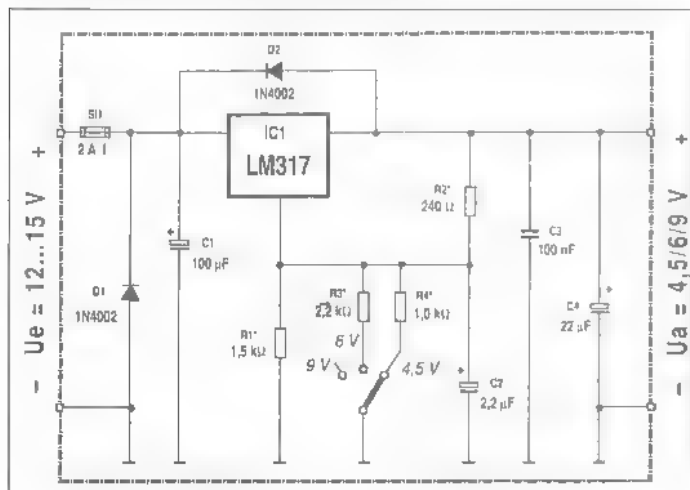 D2
1N4002
SI1
2 A T
IC1
LM317
R2*
240 Ω
C1
100 µF
C3
100 nF
R3*
2,2 kΩ
R4*
1,0 kΩ
C4
22 µF
D1
1N4002
R1*
1,5 kΩ
6 V
9 V
4,5 V
C2
2,2 µF
– Ue = 12...15 V +
– Ua = 4,5/6/9 V +